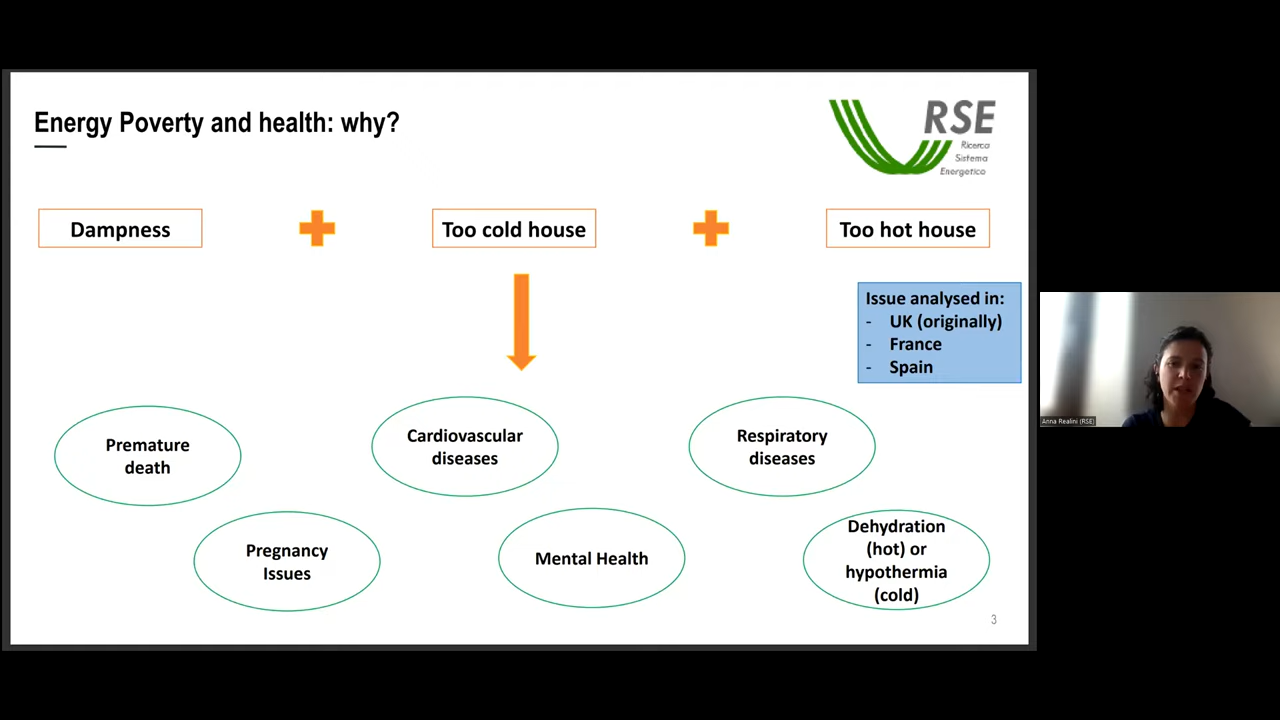 Energy Poverty and health: why?
RSE
Ricerca
Sistema
Energetico
Dampness
Too cold house
Too hot house
Issue analysed in:
- UK (originally)
- France
- Spain
Anna Realini (RSE)
Premature
death
Cardiovascular
diseases
Respiratory
diseases
Pregnancy
Issues
Mental Health
Dehydration
(hot) or
hypothermia
(cold)
3